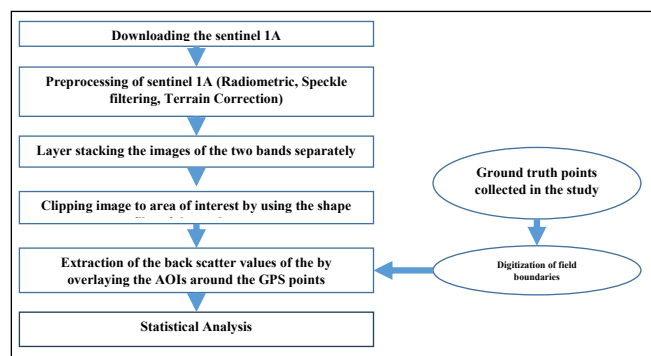 Downloading the sentinel 1A
Preprocessing of sentinel 1A (Radiometric, Speckle
filtering, Terrain Correction)
Layer stacking the images of the two bands separately
Clipping image to area of interest by using the shape
Extraction of the back scatter values of the by
overlaying the AOIs around the GPS points
Statistical Analysis
Ground truth points
collected in the study
Digitization of field
boundaries